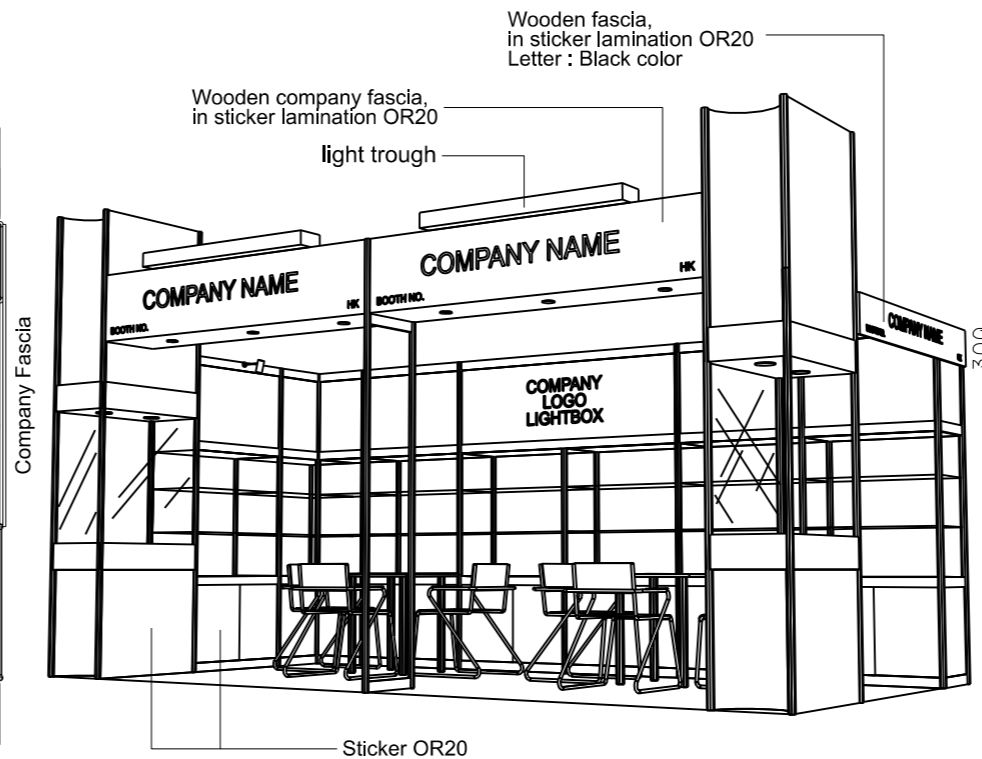 Wooden fascia,
in sticker lamination OR20
Letter : Black color
Wooden company fascia,
in sticker lamination OR20
light trough
COMPANY NAME
HK
BOOTH NO.
COMPANY NAME
HK
BOOTH NO.
COMPANY NAME
COMPANY
LOGO
LIGHTBOX
Company Fascia
Sticker OR20